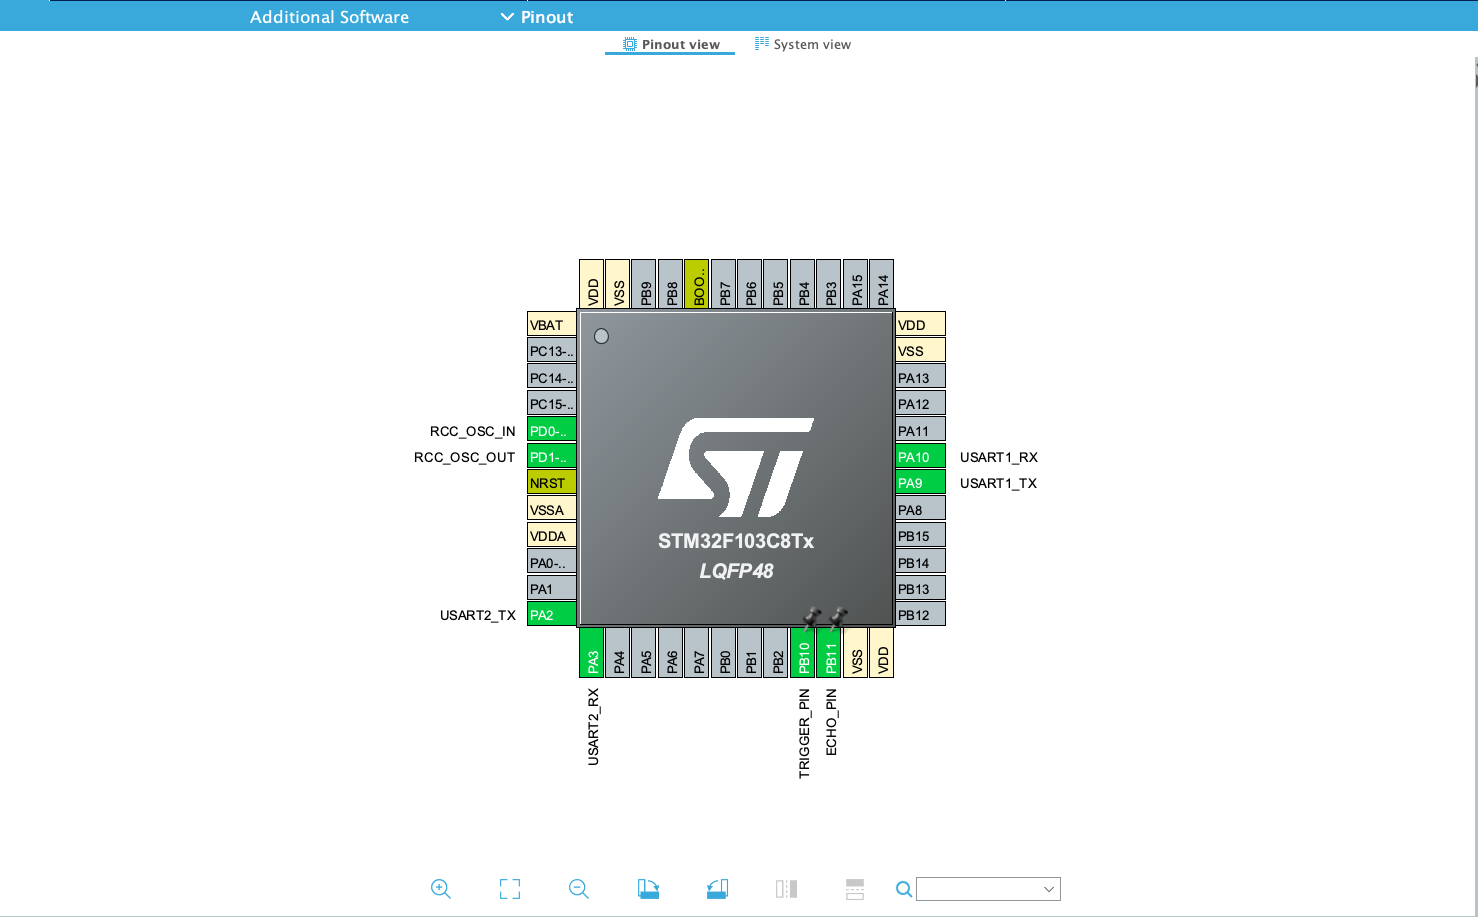 Additional Software
Pinout
Pinout view
System view
VDD
VSS
PB9
PB8
BOO..
PB7
PB6
PB5
PB4
PB3
PA15
PA14
VBAT
PC13-..
PC14-..
PC15-..
RCC_OSC_IN PD0-..
RCC_OSC_OUT PD1-..
NRST
VSSA
VDDA
PA0-..
PA1
USART2_TX PA2
ST
STM32F103C8Tx
LQFP48
VDD
VSS
PA13
PA12
PA11
PA10 USART1_RX
PA9 USART1_TX
PA8
PB15
PB14
PB13
PB12
PA3
PA4
PA5
PA6
PA7
PB0
PB1
PB2
PB10
PB11
VSS
VDD
USART2_RX
TRIGGER_PIN
ECHO_PIN